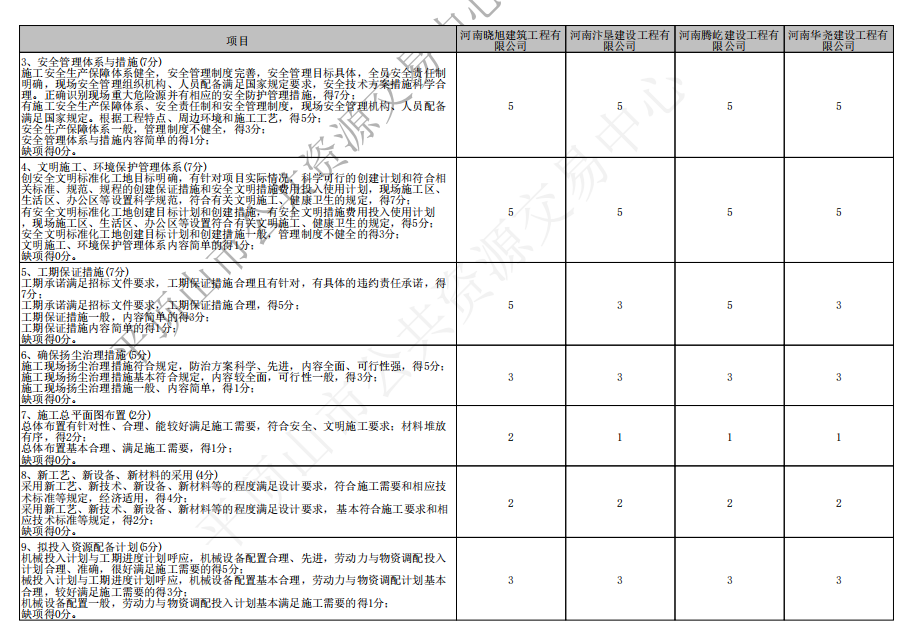 项目
河南晓旭建筑工程有
限公司
河南汴垦建设工程有
限公司
河南腾屹建设工程有
限公司
河南华尧建设工程有
限公司
3、安全管理体系与措施(7分)
施工安全生产保障体系健全，安全管理制度完善，安全管理目标具体，全员安全责任制
明确，现场安全管理组织机构、人员配备满足国家规定要求，安全技术方案措施科学合
理。正确识别现场重大危险源并有相应的安全防护管理措施，得7分；
有施工安全生产保障体系、安全责任制和安全管理制度，现场安全管理机构、人员配备
满足国家规定。根据工程特点、周边环境和施工工艺，得5分；
安全生产保障体系一般，管理制度不健全，得3分；
安全管理体系与措施内容简单的得1分；
缺项得0分。
5
5
5
5
4、文明施工、环境保护管理体系(7分)
创安全文明标准化工地目标明确，有针对项目实际情况，科学可行的创建计划和符合相
关标准、规范、规程的创建保证措施和安全文明措施费用投入使用计划，现场施工区、
生活区、办公区等设置科学规范，符合有关文明施工、健康卫生的规定，得7分；
有安全文明标准化工地创建目标计划和创建措施，有安全文明措施费用投入使用计划
，现场施工区、生活区、办公区等设置符合有关文明施工、健康卫生的规定，得5分；
安全文明标准化工地创建目标计划和创建措施一般，管理制度不健全的得3分；
文明施工、环境保护管理体系内容简单的得1分；
缺项得0分。
5
5
5
5
5、工期保证措施(7分)
工期承诺满足招标文件要求，工期保证措施合理且有针对，有具体的违约责任承诺，得
7分；
工期承诺满足招标文件要求，工期保证措施合理，得5分；
工期保证措施一般，内容简单的得3分；
工期保证措施内容简单的得1分；
缺项得0分。
5
3
5
3
6、确保扬尘治理措施(5分)
施工现场扬尘治理措施符合规定，防治方案科学、先进，内容全面、可行性强，得5分；
施工现场扬尘治理措施基本符合规定，内容较全面，可行性一般，得3分；
施工现场扬尘治理措施一般、内容简单，得1分；
缺项得0分。
3
3
3
3
7、施工总平面图布置(2分)
总体布置有针对性、合理、能较好满足施工需要，符合安全、文明施工要求；材料堆放
有序，得2分；
总体布置基本合理、满足施工需要，得1分；
缺项得0分。
2
1
1
1
8、新工艺、新设备、新材料的采用(4分)
采用新工艺、新技术、新设备、新材料等的程度满足设计要求，符合施工需要和相应技
术标准等规定，经济适用，得4分；
采用新工艺、新技术、新设备、新材料等的程度满足设计要求， 基本符合施工要求和相
应技术标准等规定，得2分；
缺项得0分。
2
2
2
2
9、拟投入资源配备计划(5分)
机械投入计划与工期进度计划呼应，机械设备配置合理、先进，劳动力与物资调配投入
计划合理、准确，很好满足施工需要的得5分；
械投入计划与工期进度计划呼应，机械设备配置基本合理，劳动力与物资调配计划基本
合理，较好满足施工需要的得3分；
机械设备配置一般，劳动力与物资调配投入计划基本满足施工需要的得1分；
缺项得0分。
3
3
3
3
平顶山市公共资源交易中心
平顶山市公共资源交易中心